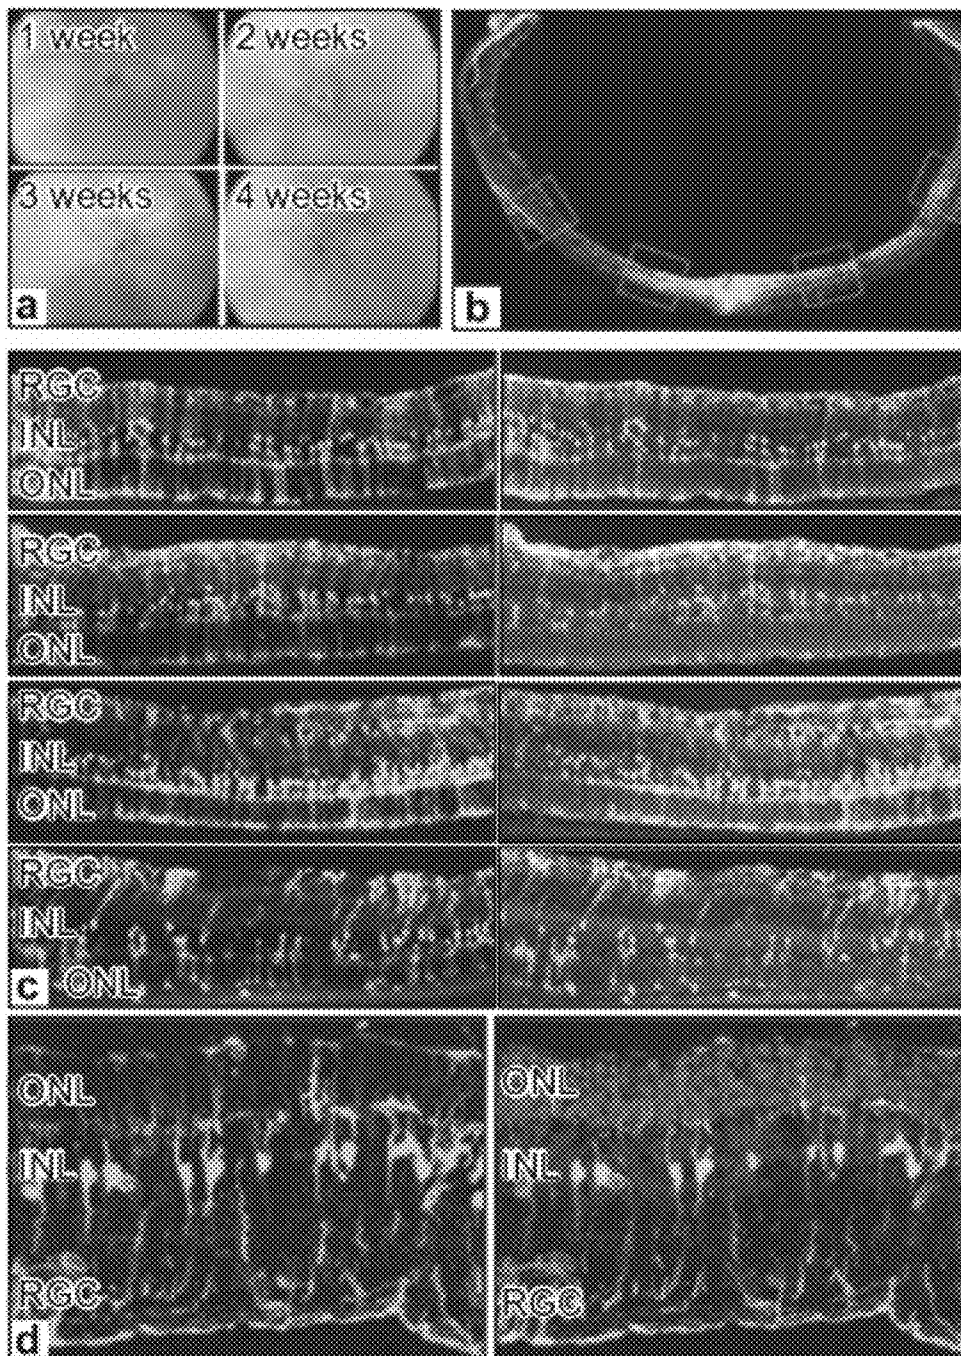 1 week
2 weeks
3 weeks
4 weeks
a
b
RGC
INL
ONL
RGC
INL
ONL
RGC
INL
ONL
RGC
INL
ONL
c
ONL
ONL
INL
INL
RGC
RGC
d